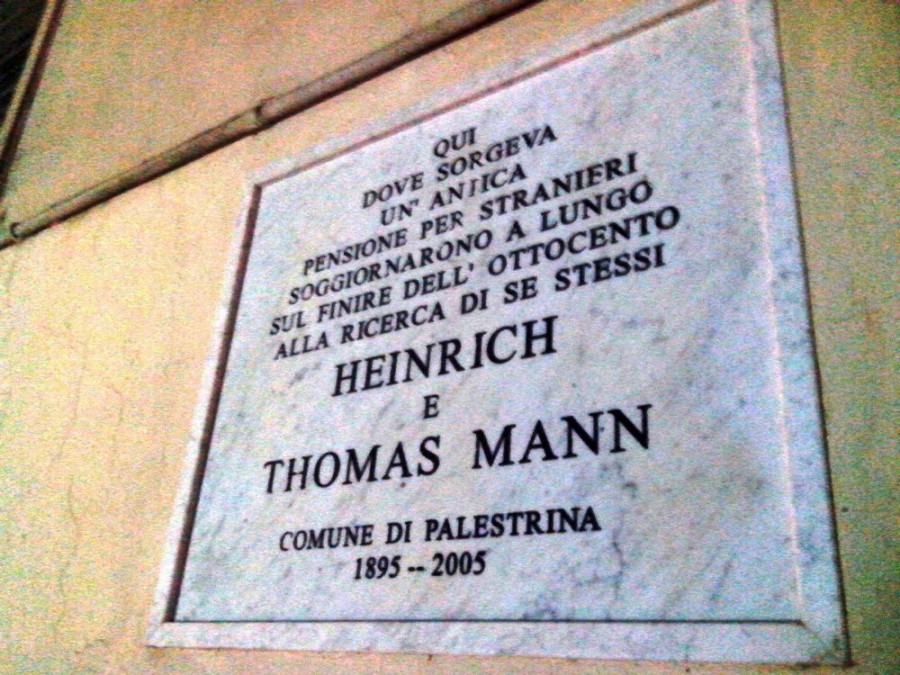 QUI
DOVE SORGEVA
UN' ANTICA
PENSIONE PER STRANIERI
SOGGIORNARONO A LUNGO
SUL FINIRE DELL' OTTOCENTO
ALLA RICERCA DI SE STESSI
HEINRICH
E
THOMAS MANN
COMUNE DI PALESTRINA
1895 -- 2005